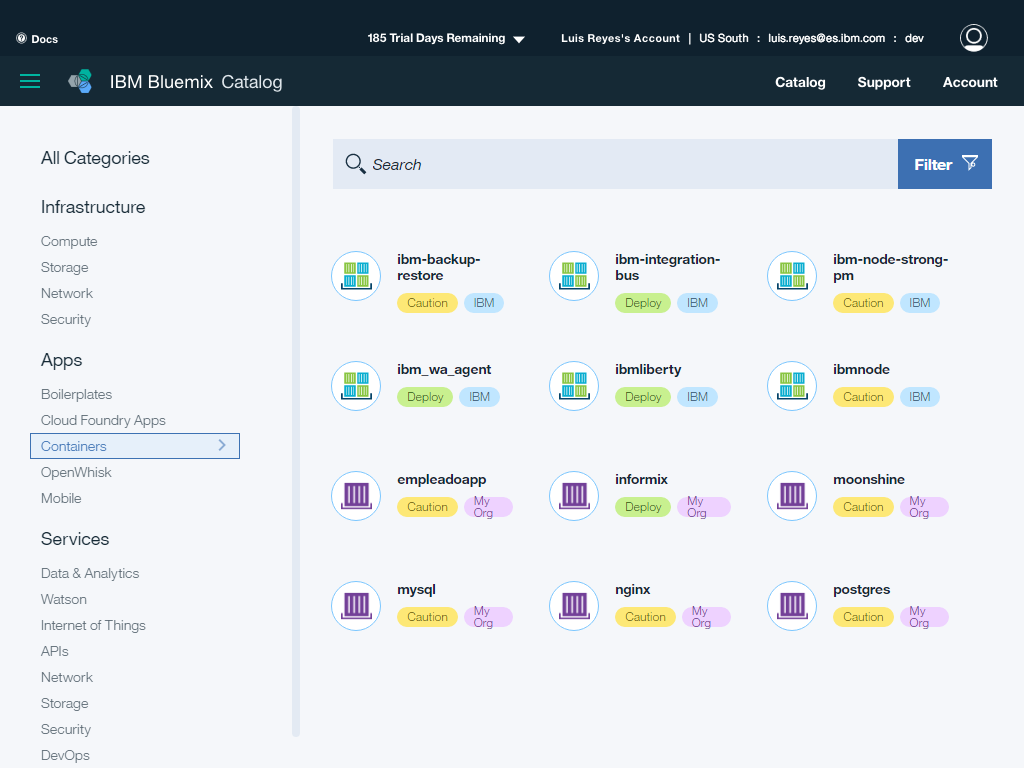 Docs
185 Trial Days Remaining
Luis Reyes's Account | US South : luis.reyes@es.ibm.com : dev
IBM Bluemix Catalog
Catalog
Support
Account
All Categories
Infrastructure
Compute
Storage
Network
Security
Apps
Boilerplates
Cloud Foundry Apps
Containers
OpenWhisk
Mobile
Services
Data & Analytics
Watson
Internet of Things
APIs
Network
Storage
Security
DevOps
Search
Filter
ibm-backup-
restore
Caution IBM
ibm-integration-
bus
Deploy IBM
ibm-node-strong-
pm
Caution IBM
ibm_wa_agent
Deploy IBM
ibmliberty
Deploy IBM
ibmnode
Caution IBM
empleadoapp
Caution My
Org
informix
Deploy My
Org
moonshine
Caution My
Org
mysql
Caution My
Org
nginx
Caution My
Org
postgres
Caution My
Org